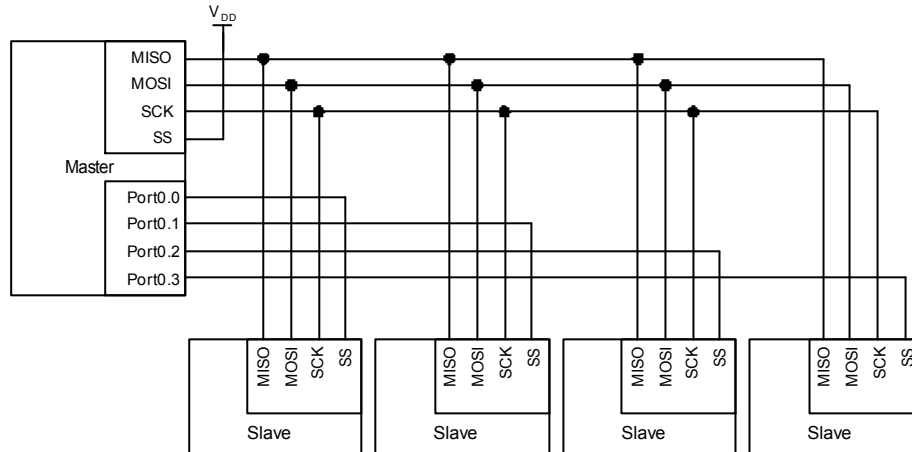 VDD
MISO
MOSI
SCK
SS
Master
Port0.0
Port0.1
Port0.2
Port0.3
MISO MOSI SCK SS
MISO MOSI SCK SS
MISO MOSI SCK SS
MISO MOSI SCK SS
Slave
Slave
Slave
Slave